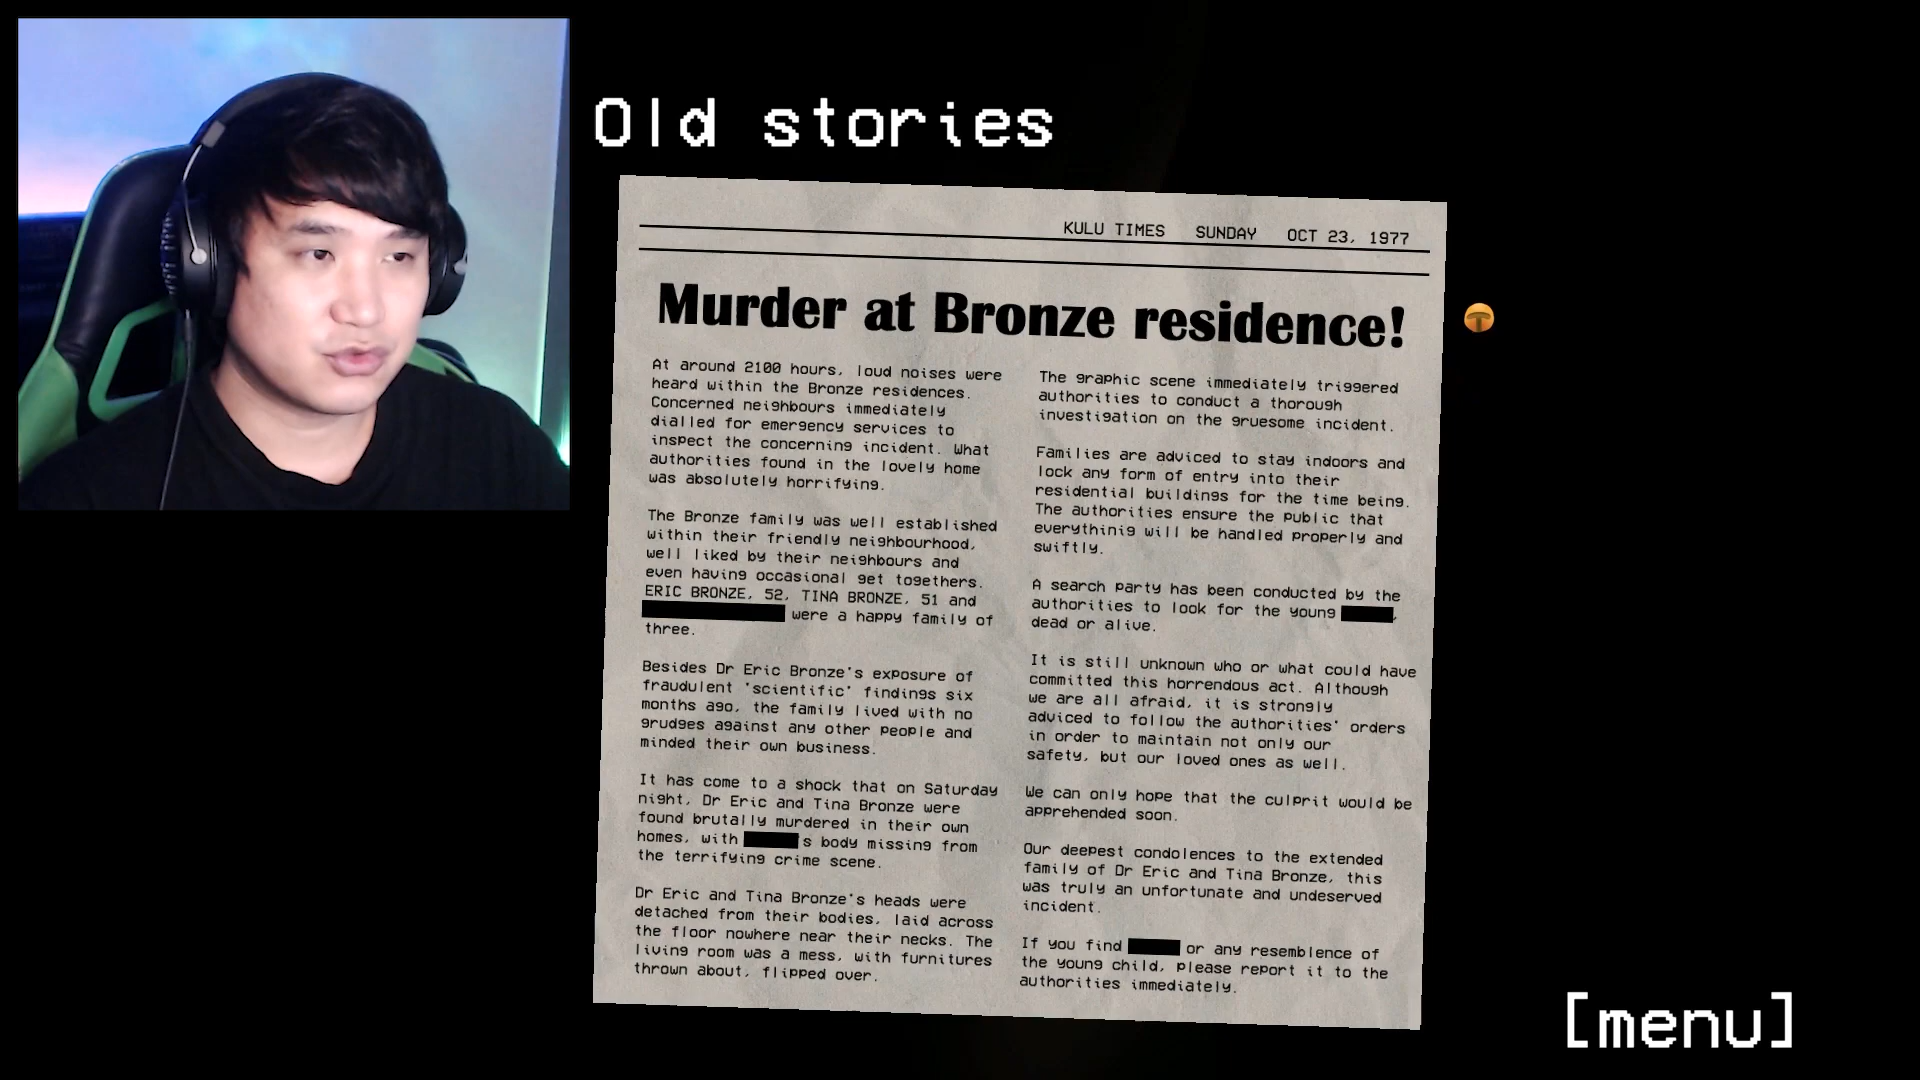 Old stories
KULU TIMES SUNDAY OCT 23, 1977
Murder at Bronze residence!
At around 2100 hours, loud noises were
heard within the Bronze residences.
Concerned neighbours immediately
dialled for emergency services to
inspect the concerning incident. What
authorities found in the lovely home
was absolutely horrifying.
The Bronze family was well established
within their friendly neighbourhood,
well liked by their neighbours and
even having occasional get togethers.
ERIC BRONZE, 52, TINA BRONZE, 51 and
were a happy family of
three.
Besides Dr Eric Bronze's exposure of
fraudulent 'scientific' findings six
months ago, the family lived with no
grudges against any other people and
minded their own business.
It has come to a shock that on Saturday
night, Dr Eric and Tina Bronze were
found brutally murdered in their own
homes, with s body missing from
the terrifying crime scene.
Dr Eric and Tina Bronze's heads were
detached from their bodies, laid across
the floor nowhere near their necks. The
living room was a mess, with furnitures
thrown about, flipped over.
The graphic scene immediately triggered
authorities to conduct a thorough
investigation on the gruesome incident.
Families are adviced to stay indoors and
lock any form of entry into their
residential buildings for the time being.
The authorities ensure the public that
everythinig will be handled properly and
swiftly.
A search party has been conducted by the
authorities to look for the young ,
dead or alive.
It is still unknown who or what could have
committed this horrendous act. Although
we are all afraid, it is strongly
adviced to follow the authorities' orders
in order to maintain not only our
safety, but our loved ones as well.
We can only hope that the culprit would be
apprehended soon.
Our deepest condolences to the extended
family of Dr Eric and Tina Bronze, this
was truly an unfortunate and undeserved
incident.
If you find or any resemblence of
the young child, please report it to the
authorities immediately.
[menu]